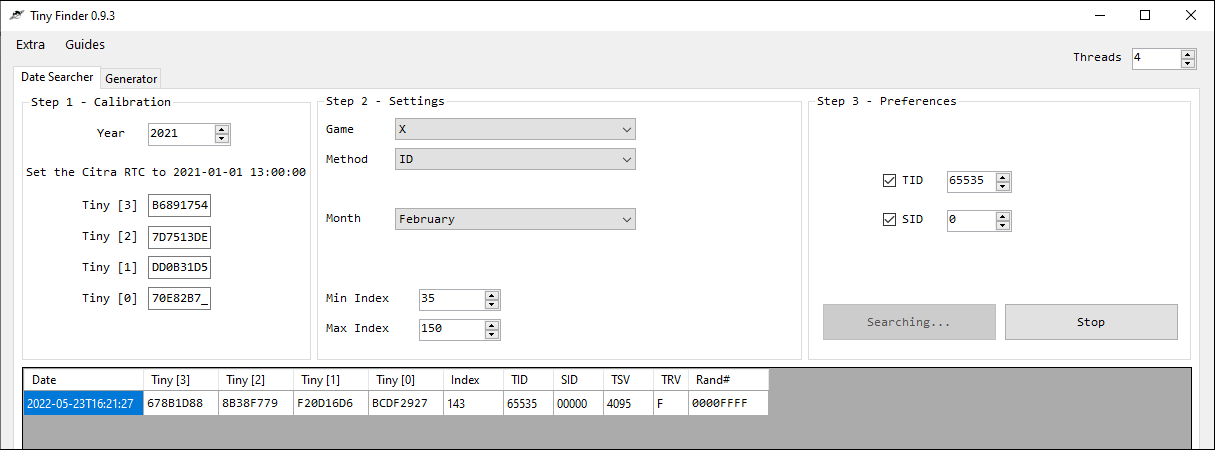 Tiny Finder 0.9.3
Extra Guides
Threads 4
Date Searcher Generator
Step 1 - Calibration
Year 2021
Set the Citra RTC to 2021-01-01 13:00:00
Tiny [3] B6891754
Tiny [2] 7D7513DE
Tiny [1] DD0B31D5
Tiny [0] 70E82B7_
Step 2 - Settings
Game X
Method ID
Month February
Min Index 35
Max Index 150
Step 3 - Preferences
TID 65535
SID 0
Searching... Stop
Date Tiny [3] Tiny [2] Tiny [1] Tiny [0] Index TID SID TSV TRV Rand#
2022-05-23T16:21:27 678B1D88 8B38F779 F20D16D6 BCDF2927 143 65535 00000 4095 F 0000FFFF